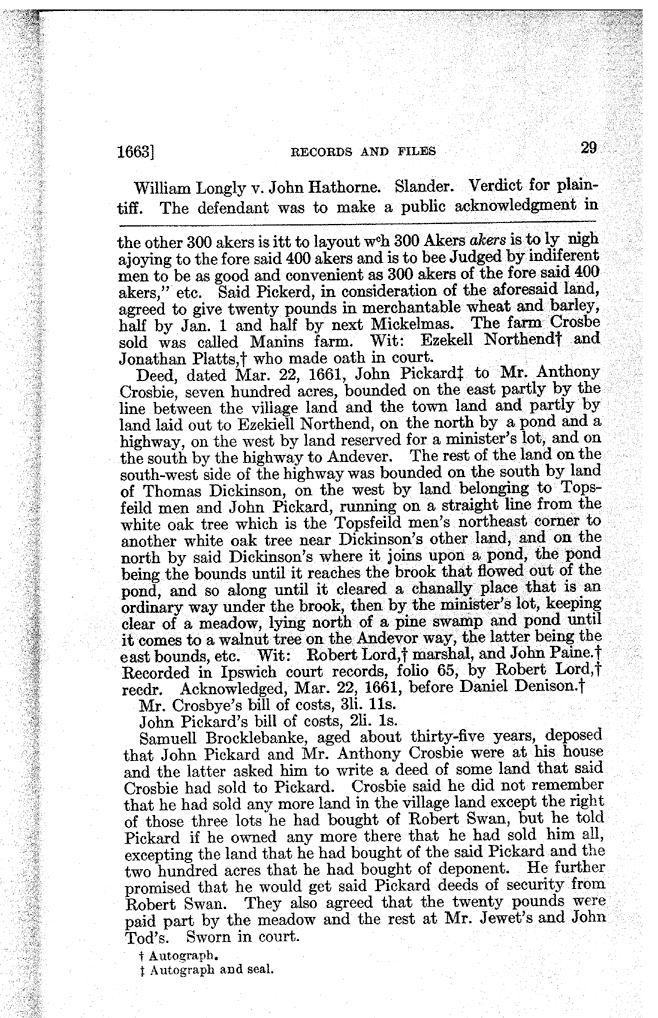 1663] RECORDS AND FILES 29
William Longly v. John Hathorne. Slander. Verdict for plain-
tiff. The defendant was to make a public acknowledgment in
the other 300 akers is itt to layout wᶜh 300 Akers akers is to ly nigh
ajoying to the fore said 400 akers and is to bee Judged by indiferent
men to be as good and convenient as 300 akers of the fore said 400
akers," etc. Said Pickerd, in consideration of the aforesaid land,
agreed to give twenty pounds in merchantable wheat and barley,
half by Jan. 1 and half by next Mickelmas. The farm Crosbe
sold was called Manins farm. Wit: Ezekell Northend† and
Jonathan Platts,† who made oath in court.
Deed, dated Mar. 22, 1661, John Pickard‡ to Mr. Anthony
Crosbie, seven hundred acres, bounded on the east partly by the
line between the village land and the town land and partly by
land laid out to Ezekiell Northend, on the north by a pond and a
highway, on the west by land reserved for a minister's lot, and on
the south by the highway to Andever. The rest of the land on the
south-west side of the highway was bounded on the south by land
of Thomas Dickinson, on the west by land belonging to Tops-
feild men and John Pickard, running on a straight line from the
white oak tree which is the Topsfeild men's northeast corner to
another white oak tree near Dickinson's other land, and on the
north by said Dickinson's where it joins upon a pond, the pond
being the bounds until it reaches the brook that flowed out of the
pond, and so along until it cleared a chanally place that is an
ordinary way under the brook, then by the minister's lot, keeping
clear of a meadow, lying north of a pine swamp and pond until
it comes to a walnut tree on the Andevor way, the latter being the
east bounds, etc. Wit: Robert Lord,† marshal, and John Paine.†
Recorded in Ipswich court records, folio 65, by Robert Lord,†
recdr. Acknowledged, Mar. 22, 1661, before Daniel Denison.†
Mr. Crosbye's bill of costs, 3li. 11s.
John Pickard's bill of costs, 2li. 1s.
Samuell Brocklebanke, aged about thirty-five years, deposed
that John Pickard and Mr. Anthony Crosbie were at his house
and the latter asked him to write a deed of some land that said
Crosbie had sold to Pickard. Crosbie said he did not remember
that he had sold any more land in the village land except the right
of those three lots he had bought of Robert Swan, but he told
Pickard if he owned any more there that he had sold him all,
excepting the land that he had bought of the said Pickard and the
two hundred acres that he had bought of deponent. He further
promised that he would get said Pickard deeds of security from
Robert Swan. They also agreed that the twenty pounds were
paid part by the meadow and the rest at Mr. Jewet's and John
Tod's. Sworn in court.
† Autograph.
‡ Autograph and seal.